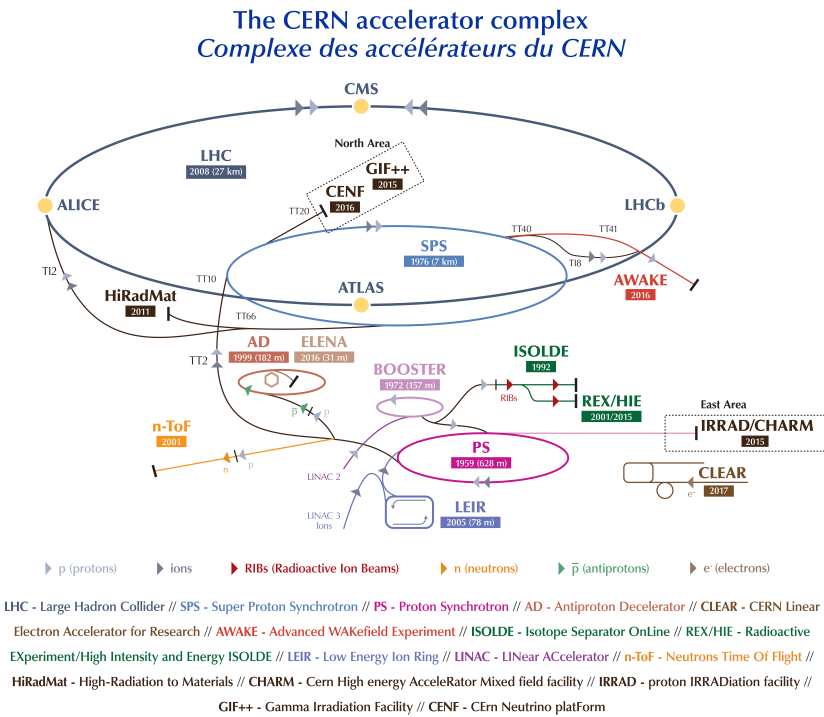 The CERN accelerator complex
Complexe des accélérateurs du CERN
CMS
North Area
LHC
2008 (27 km)
GIF++
2015
CENF
2016
ALICE
LHCb
TT20
TT40
TT41
SPS
1976 (7 km)
TI2
TT10
TI8
AWAKE
2016
ATLAS
HiRadMat
2011
TT66
AD
1999 (182 m)
ELENA
2016 (31 m)
TT2
BOOSTER
1972 (157 m)
ISOLDE
1992
RIBs
REX/HIE
2001/2015
East Area
p̅
p
IRRAD/CHARM
2015
n-ToF
2001
PS
1959 (628 m)
n
p
LINAC 2
CLEAR
2017
e-
LEIR
2005 (78 m)
LINAC 3
Ions
p (protons)
ions
RIBs (Radioactive Ion Beams)
n (neutrons)
p̅ (antiprotons)
e- (electrons)
LHC - Large Hadron Collider // SPS - Super Proton Synchrotron // PS - Proton Synchrotron // AD - Antiproton Decelerator // CLEAR - CERN Linear
Electron Accelerator for Research // AWAKE - Advanced WAKefield Experiment // ISOLDE - Isotope Separator OnLine // REX/HIE - Radioactive
EXperiment/High Intensity and Energy ISOLDE // LEIR - Low Energy Ion Ring // LINAC - LINear ACcelerator // n-ToF - Neutrons Time Of Flight //
HiRadMat - High-Radiation to Materials // CHARM - Cern High energy AcceleRator Mixed field facility // IRRAD - proton IRRADiation facility //
GIF++ - Gamma Irradiation Facility // CENF - CErn Neutrino platForm